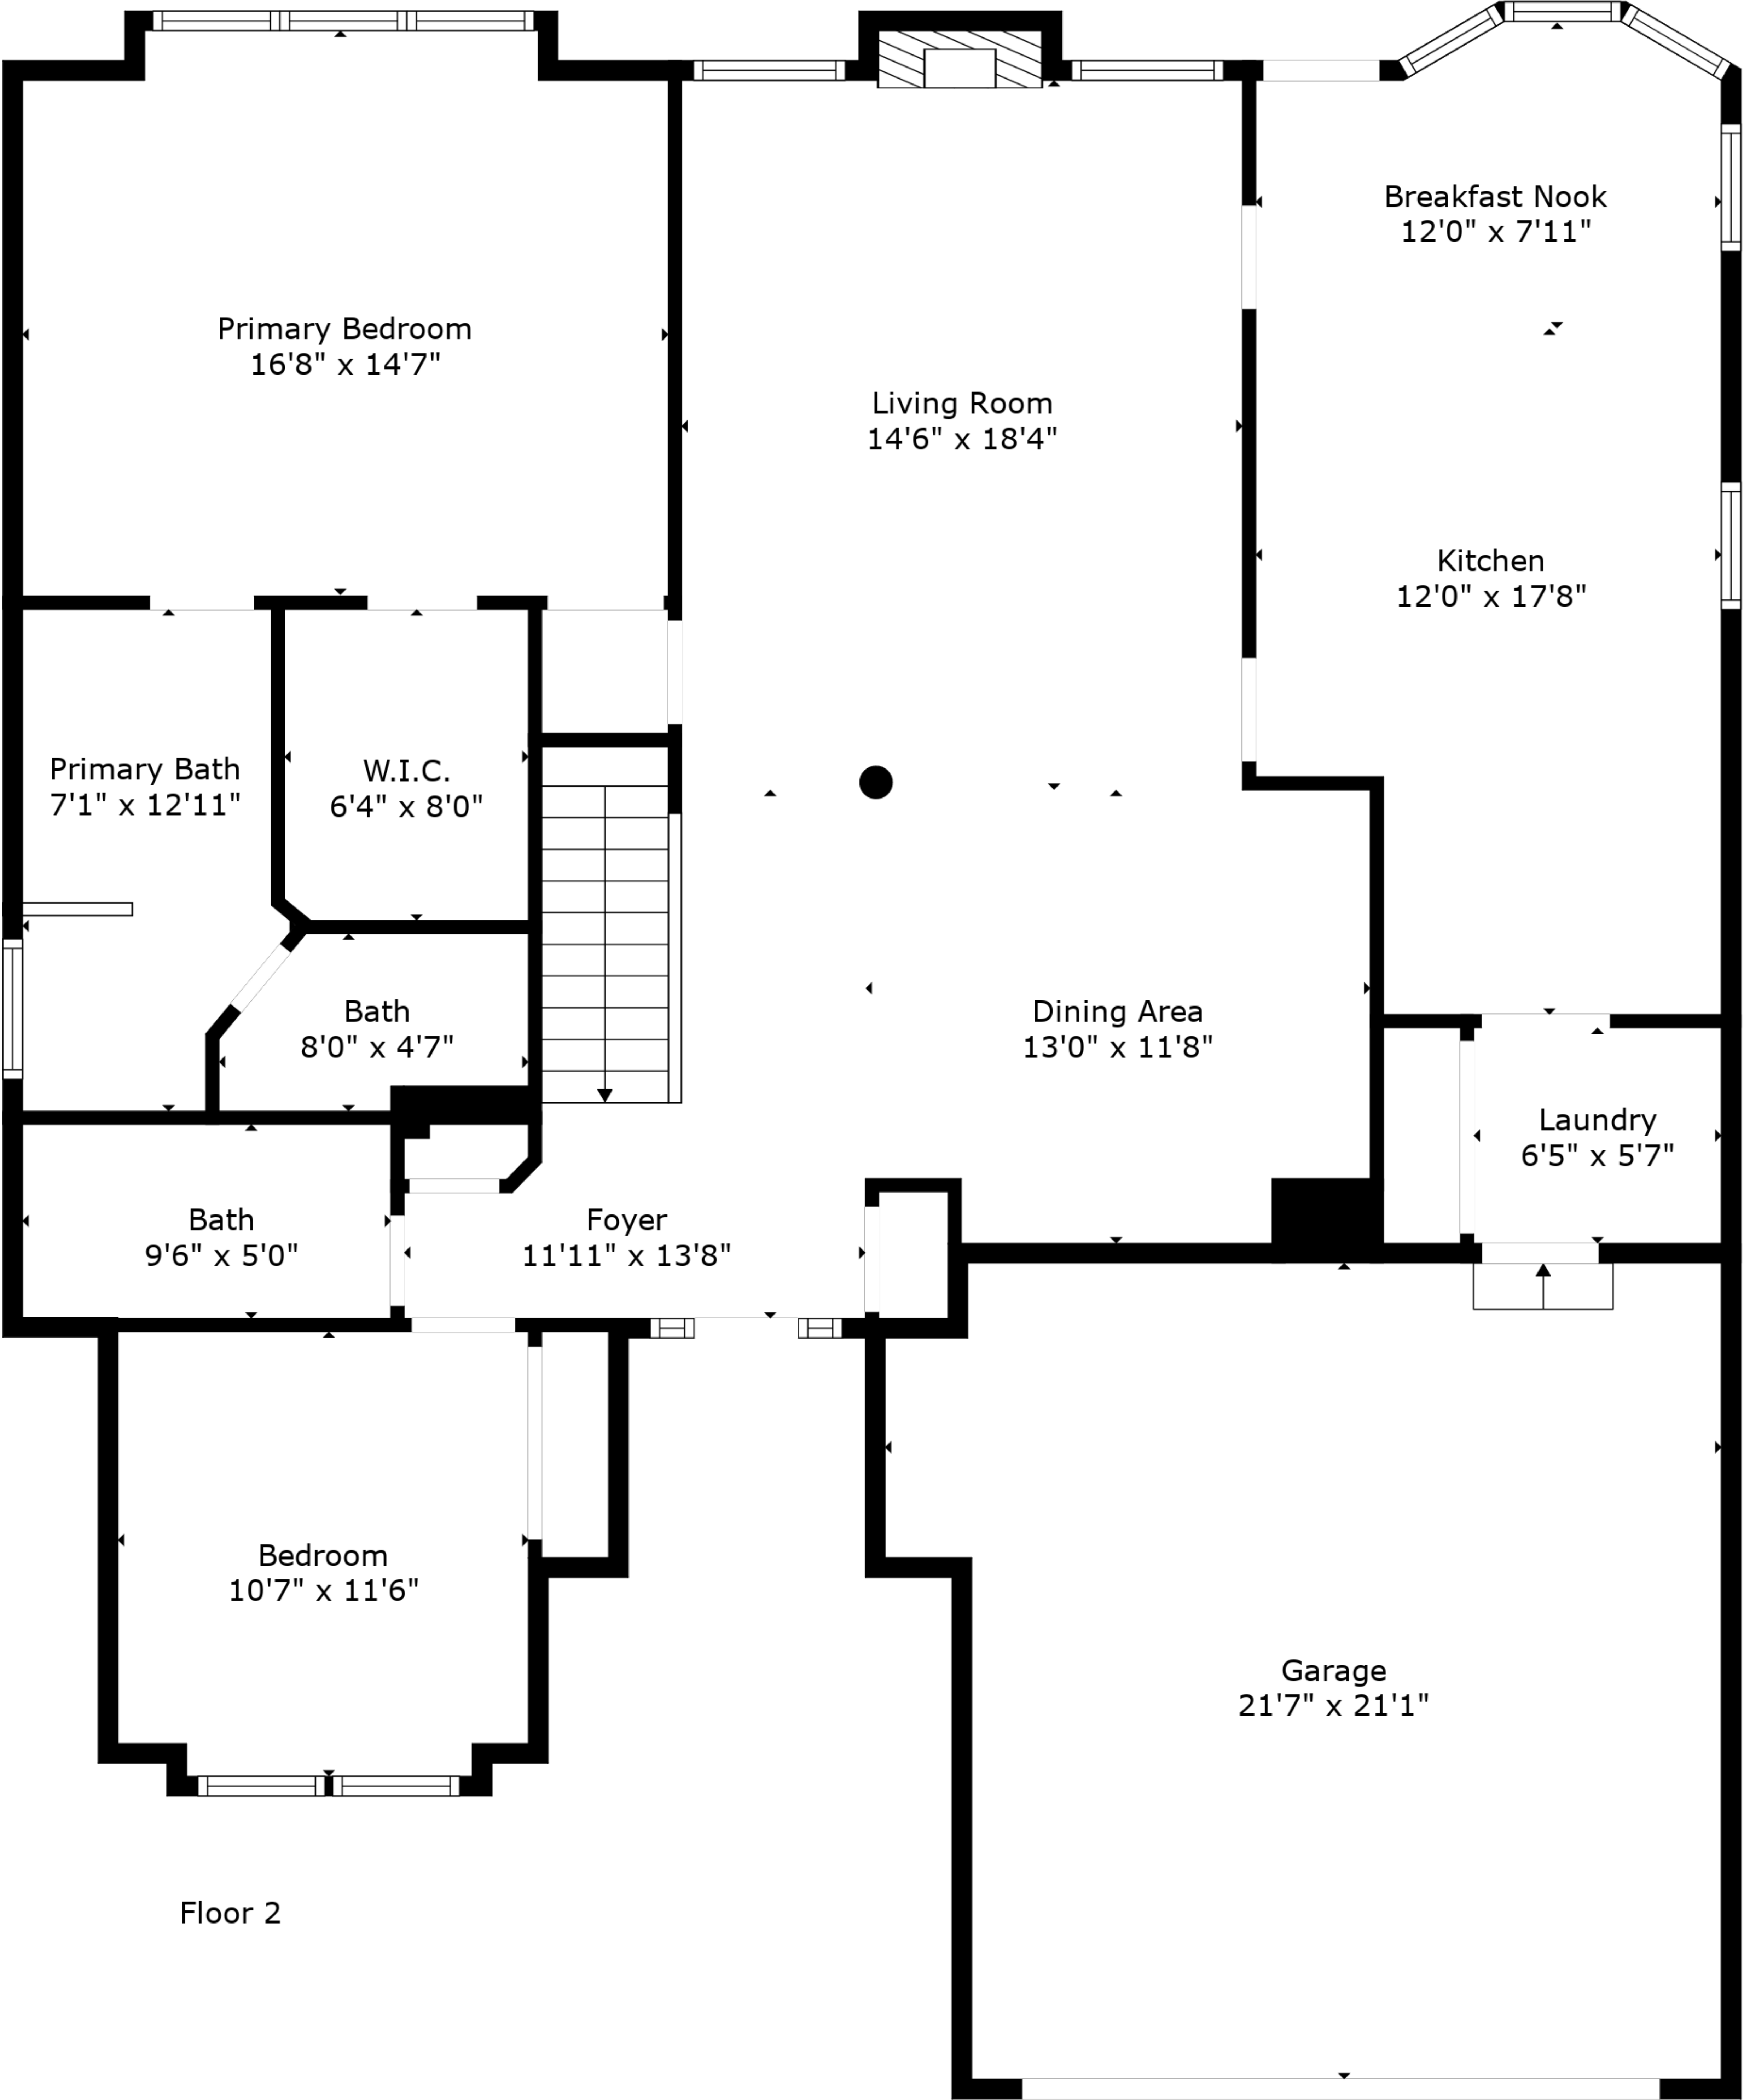 Breakfast Nook
12'0" x 7'11"
Primary Bedroom
16'8" x 14'7"
Living Room
14'6" x 18'4"
Kitchen
12'0" x 17'8"
Primary Bath
7'1" x 12'11"
W.I.C.
6'4" x 8'0"
Bath
8'0" x 4'7"
Dining Area
13'0" x 11'8"
Laundry
6'5" x 5'7"
Bath
9'6" x 5'0"
Foyer
11'11" x 13'8"
Bedroom
10'7" x 11'6"
Garage
21'7" x 21'1"
Floor 2